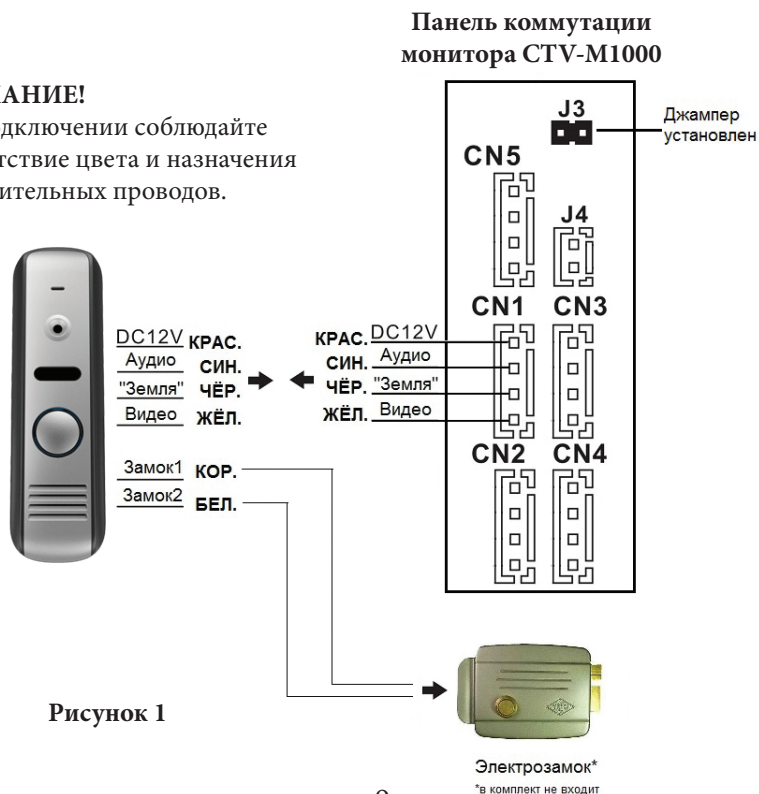 Панель коммутации
монитора CTV-M1000
АНИЕ!
дключении соблюдайте
тствие цвета и назначения
ительных проводов.
J3
Джампер
установлен
CN5
J4
CN1 CN3
DC12V КРАС.
Аудио СИН.
"Земля" ЧЁР.
Видео ЖЁЛ.
КРАС. DC12V
СИН. Аудио
ЧЁР. "Земля"
ЖЁЛ. Видео
CN2 CN4
Замок1 КОР.
Замок2 БЕЛ.
Рисунок 1
Электрозамок*
*в комплект не входит